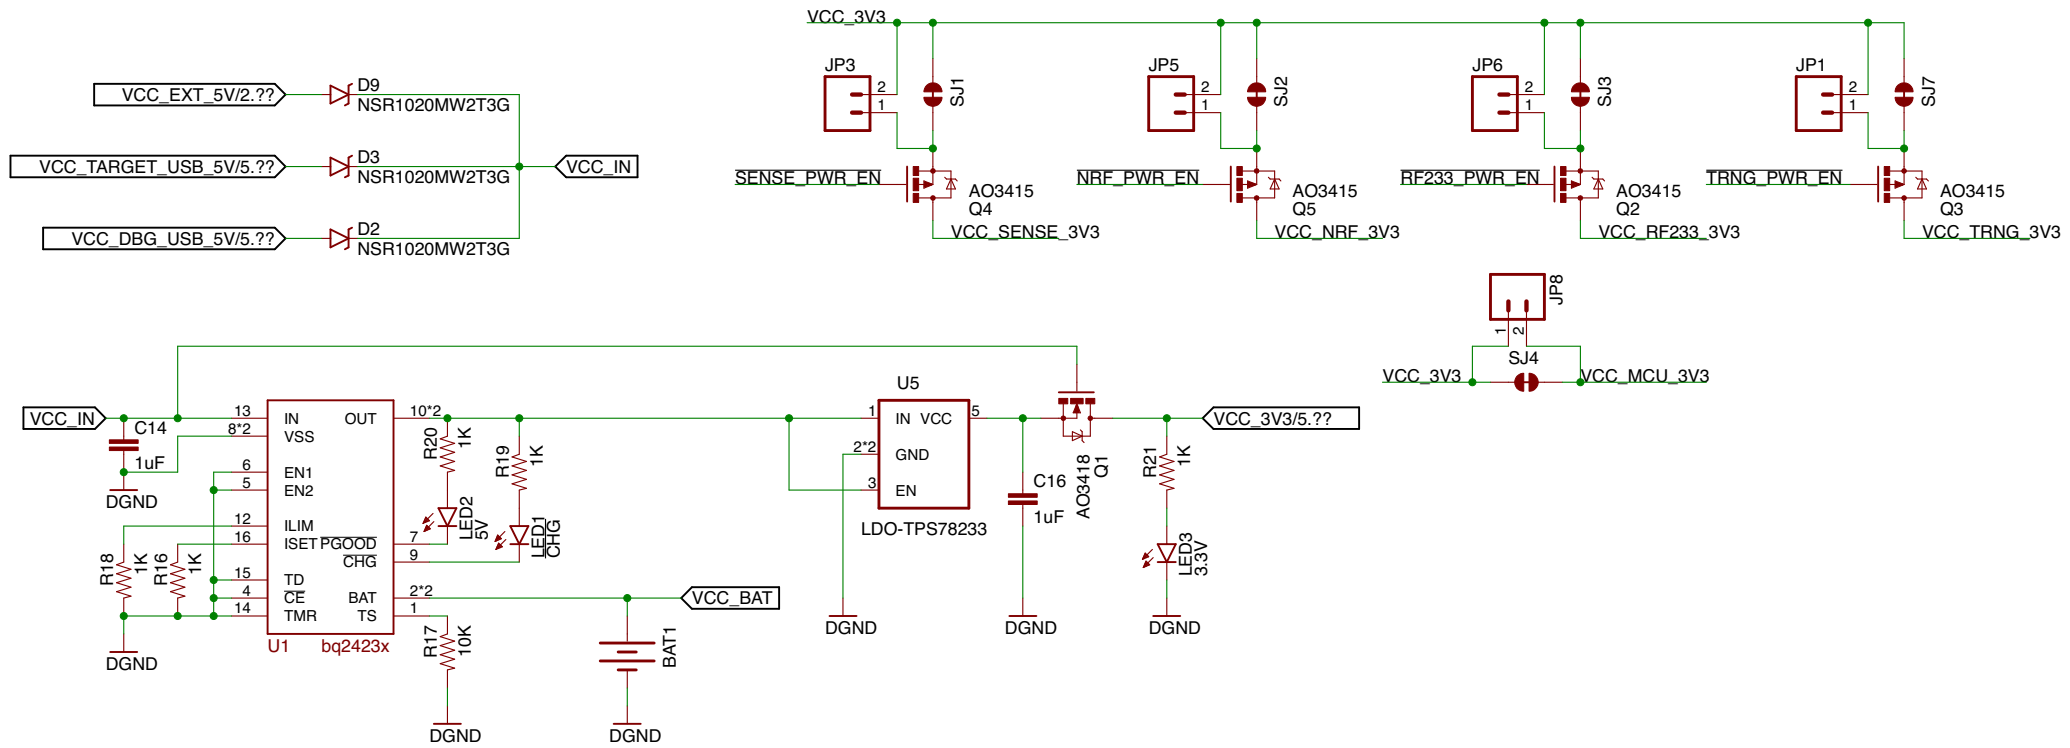 VCC_3V3
VCC_EXT_5V/2.??
D9
NSR1020MW2T3G
VCC_TARGET_USB_5V/5.??
D3
NSR1020MW2T3G
VCC_IN
VCC_DBG_USB_5V/5.??
D2
NSR1020MW2T3G
JP3
2
1
SJ1
SENSE_PWR_EN
AO3415
Q4
VCC_SENSE_3V3
JP5
2
1
SJ2
NRF_PWR_EN
AO3415
Q5
VCC_NRF_3V3
JP6
2
1
SJ3
RF233_PWR_EN
AO3415
Q2
VCC_RF233_3V3
JP1
2
1
SJ7
TRNG_PWR_EN
AO3415
Q3
VCC_TRNG_3V3
JP8
1
2
SJ4
VCC_3V3
VCC_MCU_3V3
VCC_IN
C14
1uF
DGND
13
8*2
6
5
12
16
15
4
14
IN
VSS
EN1
EN2
ILIM
ISET
TD
CE
TMR
OUT
PGOOD
CHG
BAT
TS
10*2
7
9
2*2
1
U1
bq2423x
R18
1K
R16
1K
DGND
R20
1K
LED2
5V
R19
1K
LED1
CHG
R17
10K
DGND
VCC_BAT
BAT1
DGND
U5
1
2*2
3
IN
VCC
GND
EN
5
LDO-TPS78233
DGND
C16
1uF
DGND
AO3418
Q1
R21
1K
LED3
3.3V
DGND
VCC_3V3/5.??